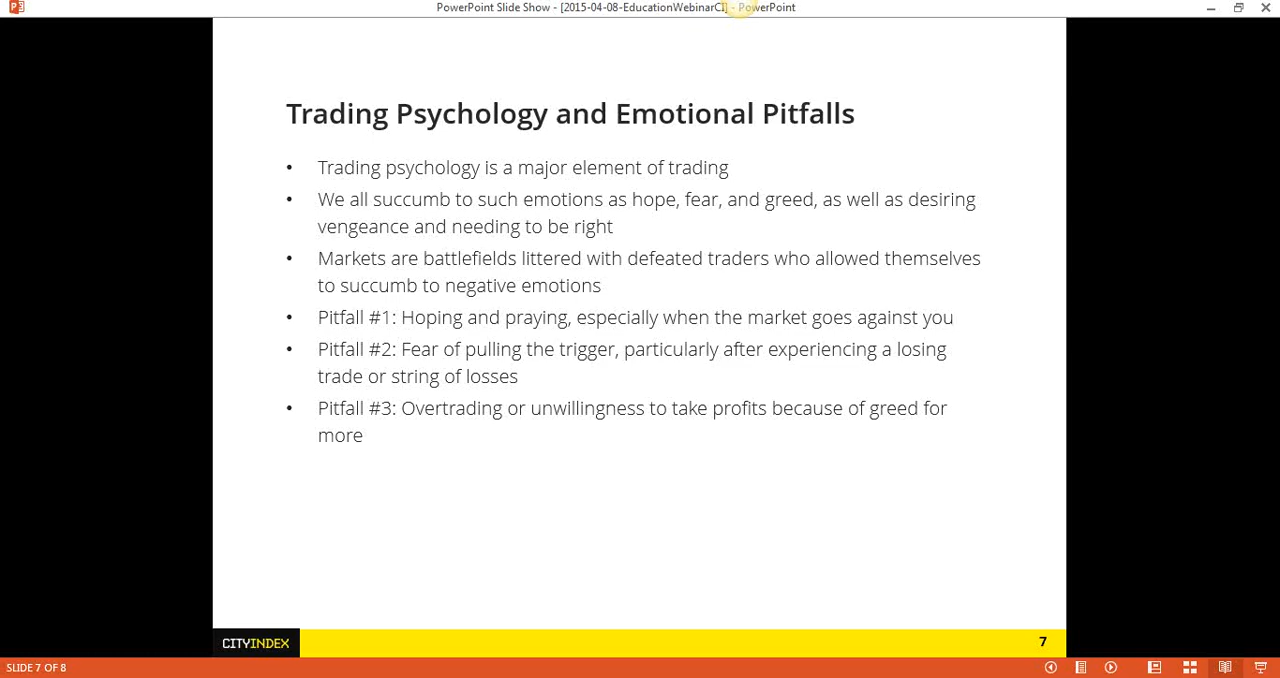 PowerPoint Slide Show - [2015-04-08-EducationWebinarCI] - PowerPoint
Trading Psychology and Emotional Pitfalls
• Trading psychology is a major element of trading
• We all succumb to such emotions as hope, fear, and greed, as well as desiring
vengeance and needing to be right
• Markets are battlefields littered with defeated traders who allowed themselves
to succumb to negative emotions
• Pitfall #1: Hoping and praying, especially when the market goes against you
• Pitfall #2: Fear of pulling the trigger, particularly after experiencing a losing
trade or string of losses
• Pitfall #3: Overtrading or unwillingness to take profits because of greed for
more
CITYINDEX
7
SLIDE 7 OF 8